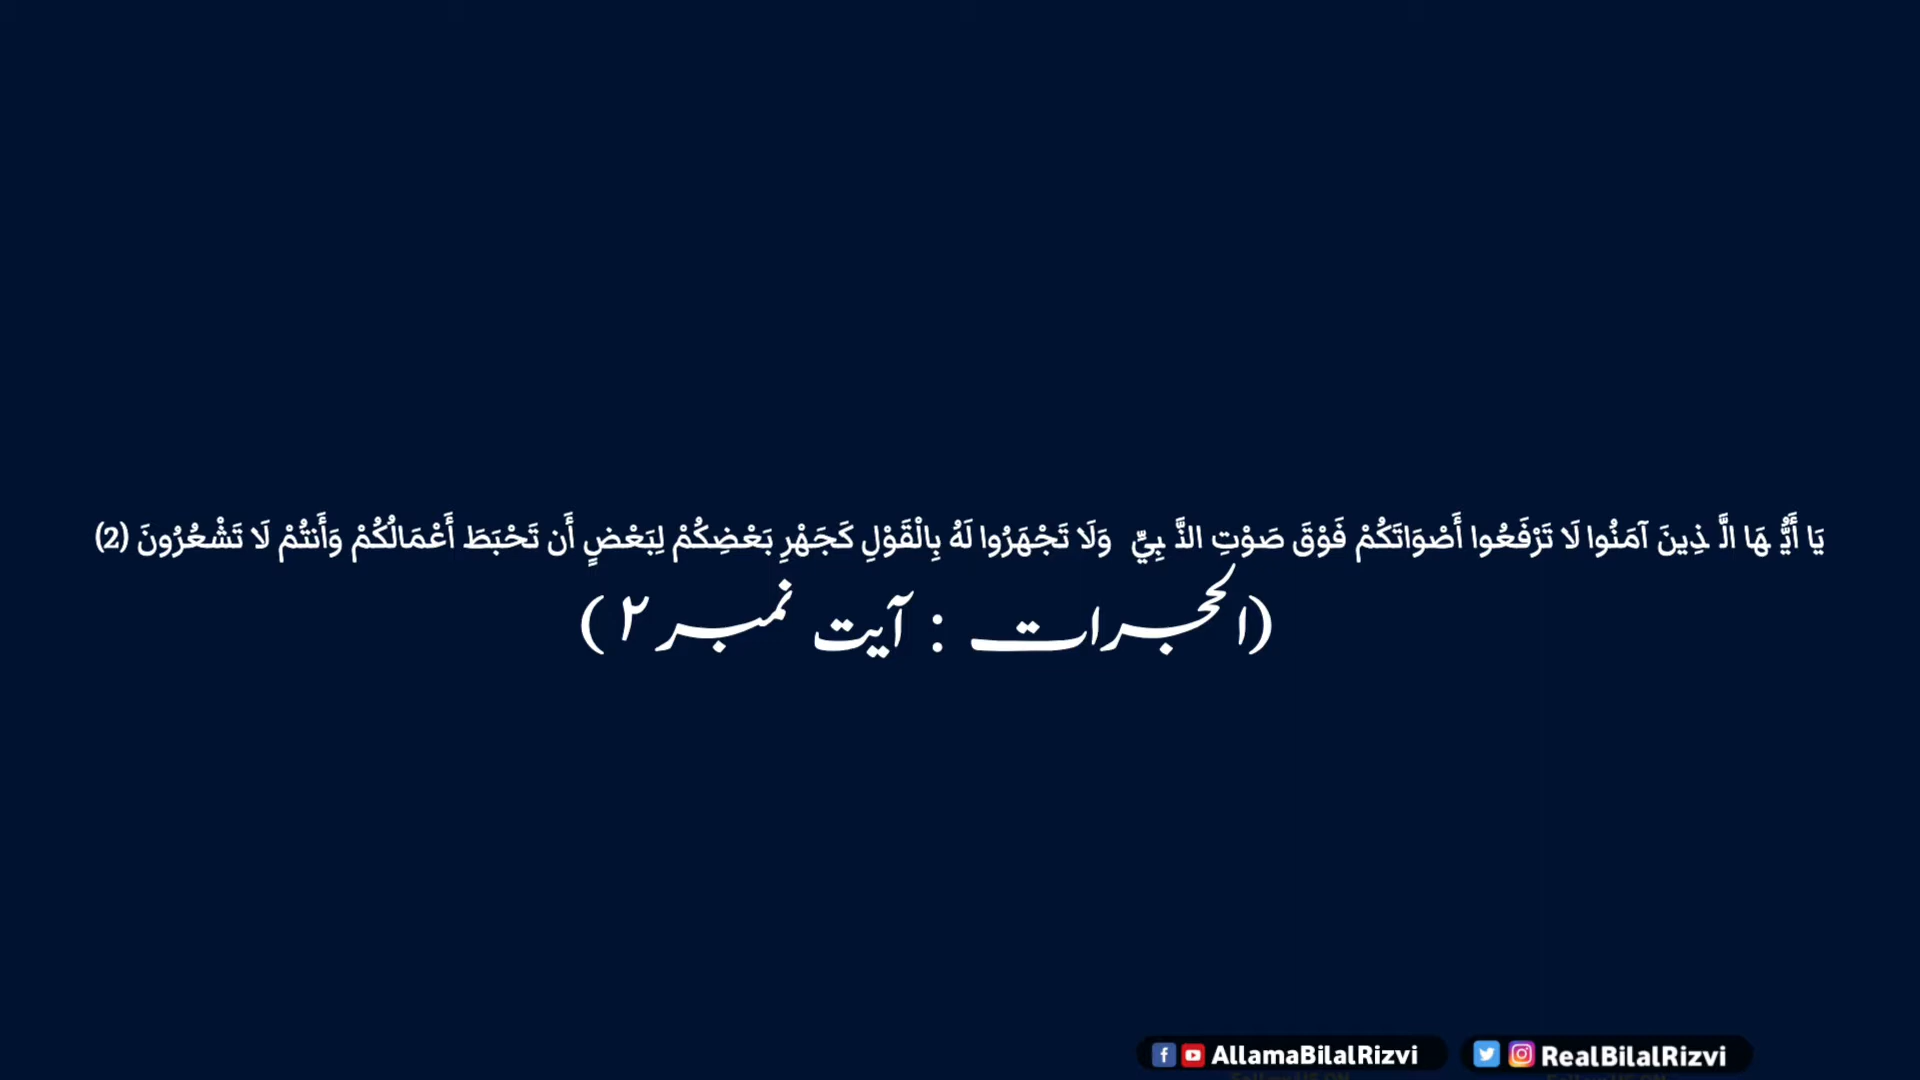 يَا أَيُّهَا الَّذِينَ آمَنُوا لَا تَرْفَعُوا أَصْوَاتَكُمْ فَوْقَ صَوْتِ النَّبِيِّ وَلَا تَجْهَرُوا لَهُ بِالْقَوْلِ كَجَهْرِ بَعْضِكُمْ لِبَعْضٍ أَن تَحْبَطَ أَعْمَالُكُمْ وَأَنتُمْ لَا تَشْعُرُونَ (2)
(الحجرات : آیت نمبر ۲)
AllamaBilalRizvi RealBilalRizvi